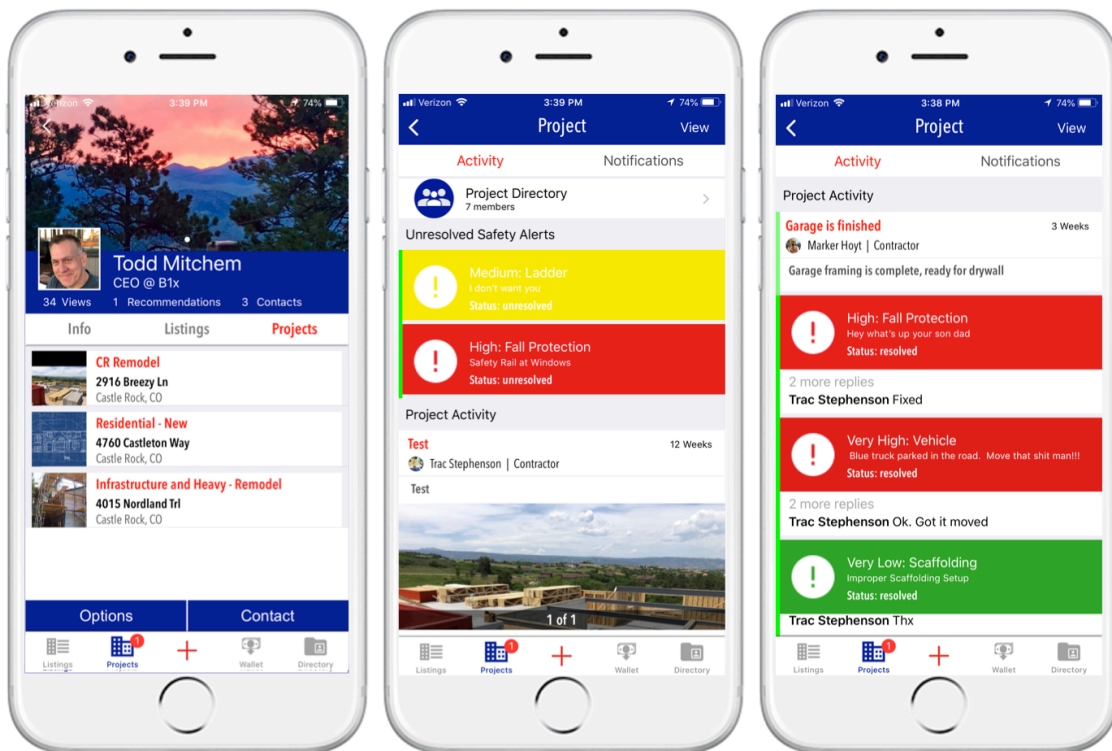 Verizon 3:39 PM 74%
Todd Mitchem
CEO @ B1x
34 Views 1 Recommendations 3 Contacts
Info Listings Projects
CR Remodel
2916 Breezy Ln
Castle Rock, CO
Residential - New
4760 Castleton Way
Castle Rock, CO
Infrastructure and Heavy - Remodel
4015 Nordland Trl
Castle Rock, CO
Options Contact
1
Listings Projects Wallet Directory
Verizon 3:39 PM 74%
Project View
Activity Notifications
Project Directory
7 members
Unresolved Safety Alerts
Medium: Ladder
I don't want you
Status: unresolved
High: Fall Protection
Safety Rail at Windows
Status: unresolved
Project Activity
Test 12 Weeks
Trac Stephenson | Contractor
Test
1 of 1
1
Listings Projects Wallet Directory
Verizon 3:38 PM 74%
Project View
Activity Notifications
Project Activity
Garage is finished 3 Weeks
Marker Hoyt | Contractor
Garage framing is complete, ready for drywall
High: Fall Protection
Hey what's up your son dad
Status: resolved
2 more replies
Trac Stephenson Fixed
Very High: Vehicle
Blue truck parked in the road. Move that shit man!!!
Status: resolved
2 more replies
Trac Stephenson Ok. Got it moved
Very Low: Scaffolding
Improper Scaffolding Setup
Status: resolved
Trac Stephenson Thx
1
Listings Projects Wallet Directory